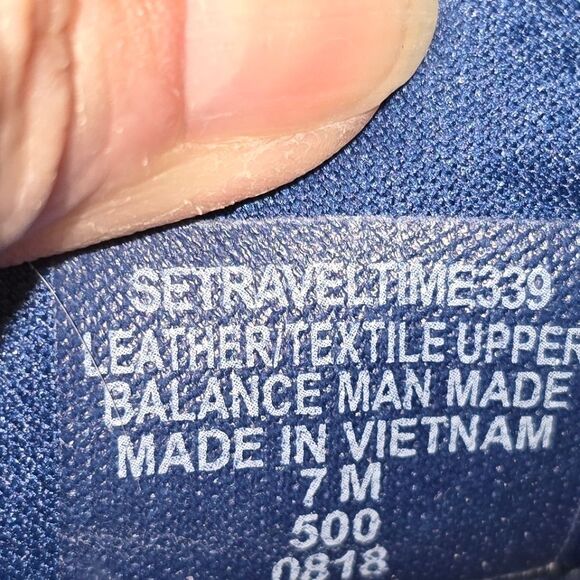 SETRAVELTIME339
LEATHER/TEXTILE UPPER
BALANCE MAN MADE
MADE IN VIETNAM
7 M
500
0818